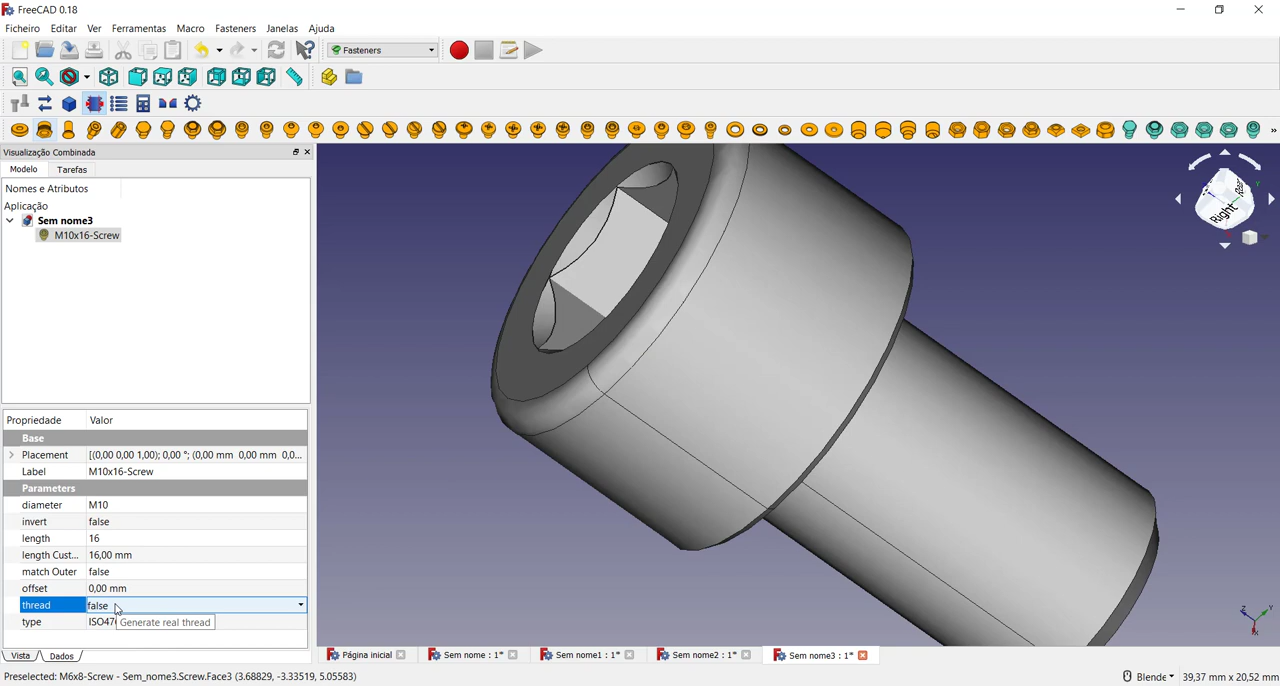 FreeCAD 0.18
Ficheiro Editar Ver Ferramentas Macro Fasteners Janelas Ajuda
Fasteners
Visualização Combinada
Modelo Tarefas
Nomes e Atributos
Aplicação
Sem nome3
M10x16-Screw
Propriedade Valor
Base
Placement [(0,00 0,00 1,00); 0,00 °; (0,00 mm 0,00 mm 0,0...
Label M10x16-Screw
Parameters
diameter M10
invert false
length 16
length Cust... 16,00 mm
match Outer false
offset 0,00 mm
thread false
type ISO47
Generate real thread
Vista Dados
Right
Rear
Y
Z Y
X
Página inicial Sem nome : 1* Sem nome1 : 1* Sem nome2 : 1* Sem nome3 : 1*
Preselected: M6x8-Screw - Sem_nome3.Screw.Face3 (3.68829, -3.33519, 5.05583)
Blende 39,37 mm x 20,52 mm